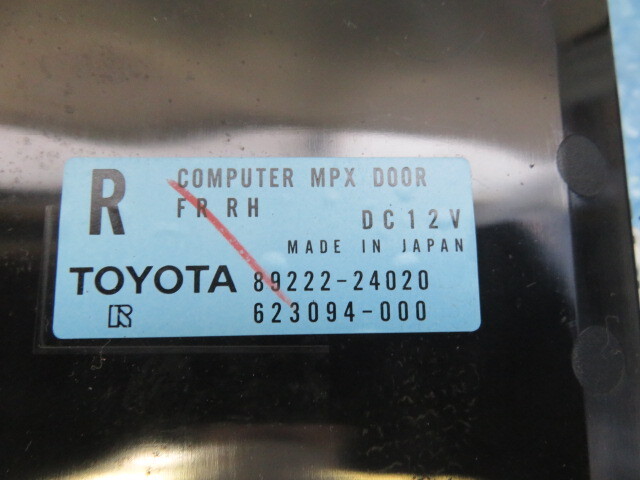 R
COMPUTER MPX DOOR
FR RH
DC12V
MADE IN JAPAN
TOYOTA 89222-24020
R 623094-000